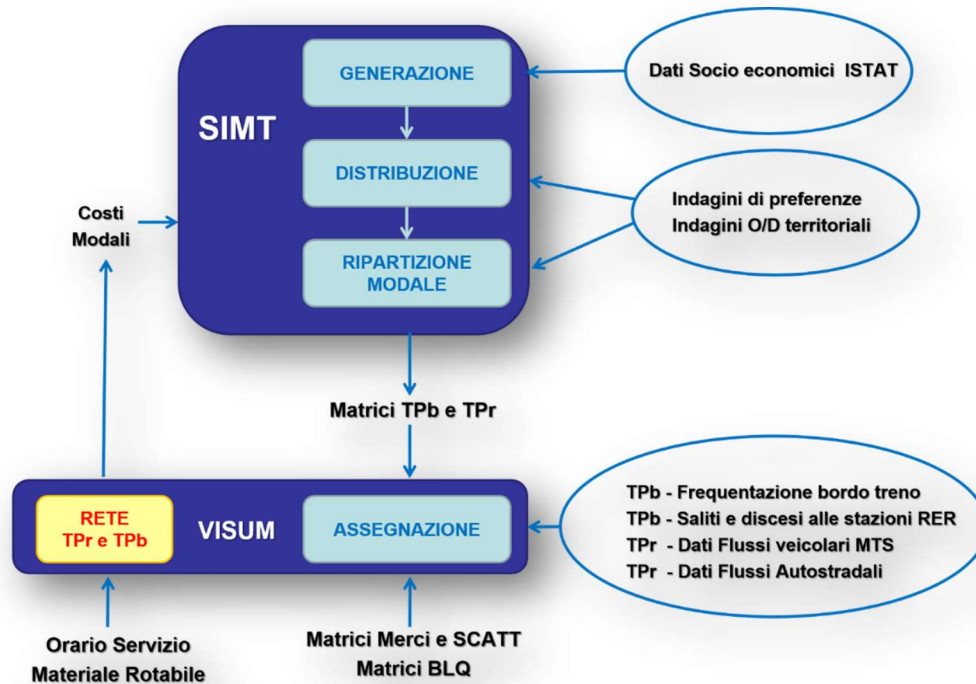 GENERAZIONE
Dati Socio economici ISTAT
SIMT
DISTRIBUZIONE
Costi
Modali
Indagini di preferenze
Indagini O/D territoriali
RIPARTIZIONE
MODALE
Matrici TPb e TPr
RETE
TPr e TPb
VISUM
ASSEGNAZIONE
TPb - Frequentazione bordo treno
TPb - Saliti e discesi alle stazioni RER
TPr - Dati Flussi veicolari MTS
TPr - Dati Flussi Autostradali
Orario Servizio
Materiale Rotabile
Matrici Merci e SCATT
Matrici BLQ